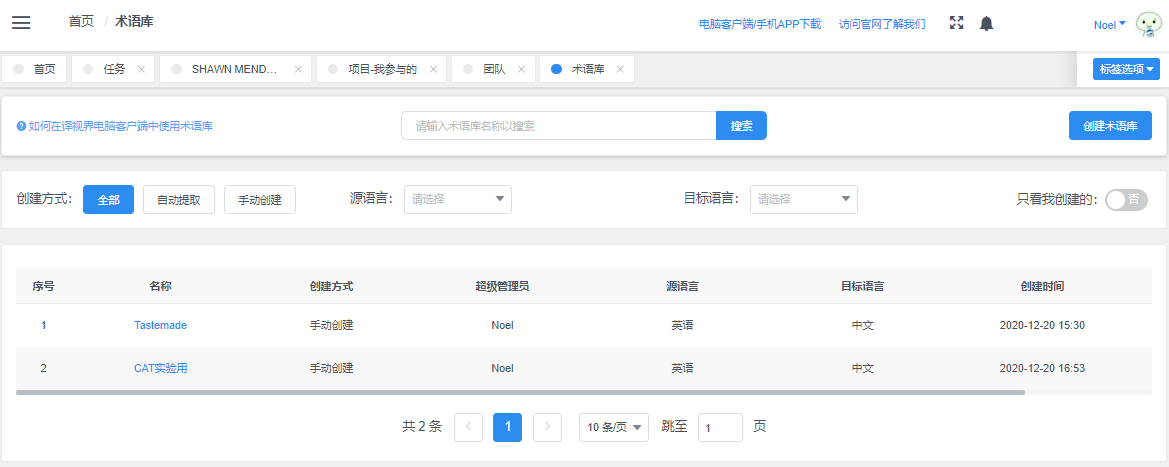 首页 / 术语库
电脑客户端/手机APP下载 访问官网了解我们 Noel
首页 任务 SHAWN MEND... 项目-我参与的 团队 术语库 标签选项
如何在译视界电脑客户端中使用术语库 请输入术语库名称以搜索 搜索 创建术语库
创建方式: 全部 自动提取 手动创建 源语言: 请选择 目标语言: 请选择 只看我创建的: 否
序号 名称 创建方式 超级管理员 源语言 目标语言 创建时间
1 Tastemade 手动创建 Noel 英语 中文 2020-12-20 15:30
2 CAT实验用 手动创建 Noel 英语 中文 2020-12-20 16:53
共 2 条 1 10 条/页 跳至 1 页